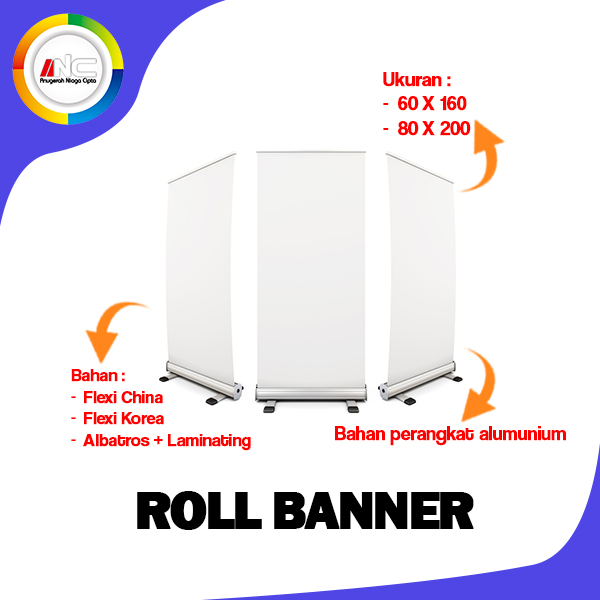 ANC
Anugerah Niaga Cipta
Ukuran :
- 60 X 160
- 80 X 200
Bahan :
- Flexi China
- Flexi Korea
- Albatros + Laminating
Bahan perangkat alumunium
ROLL BANNER